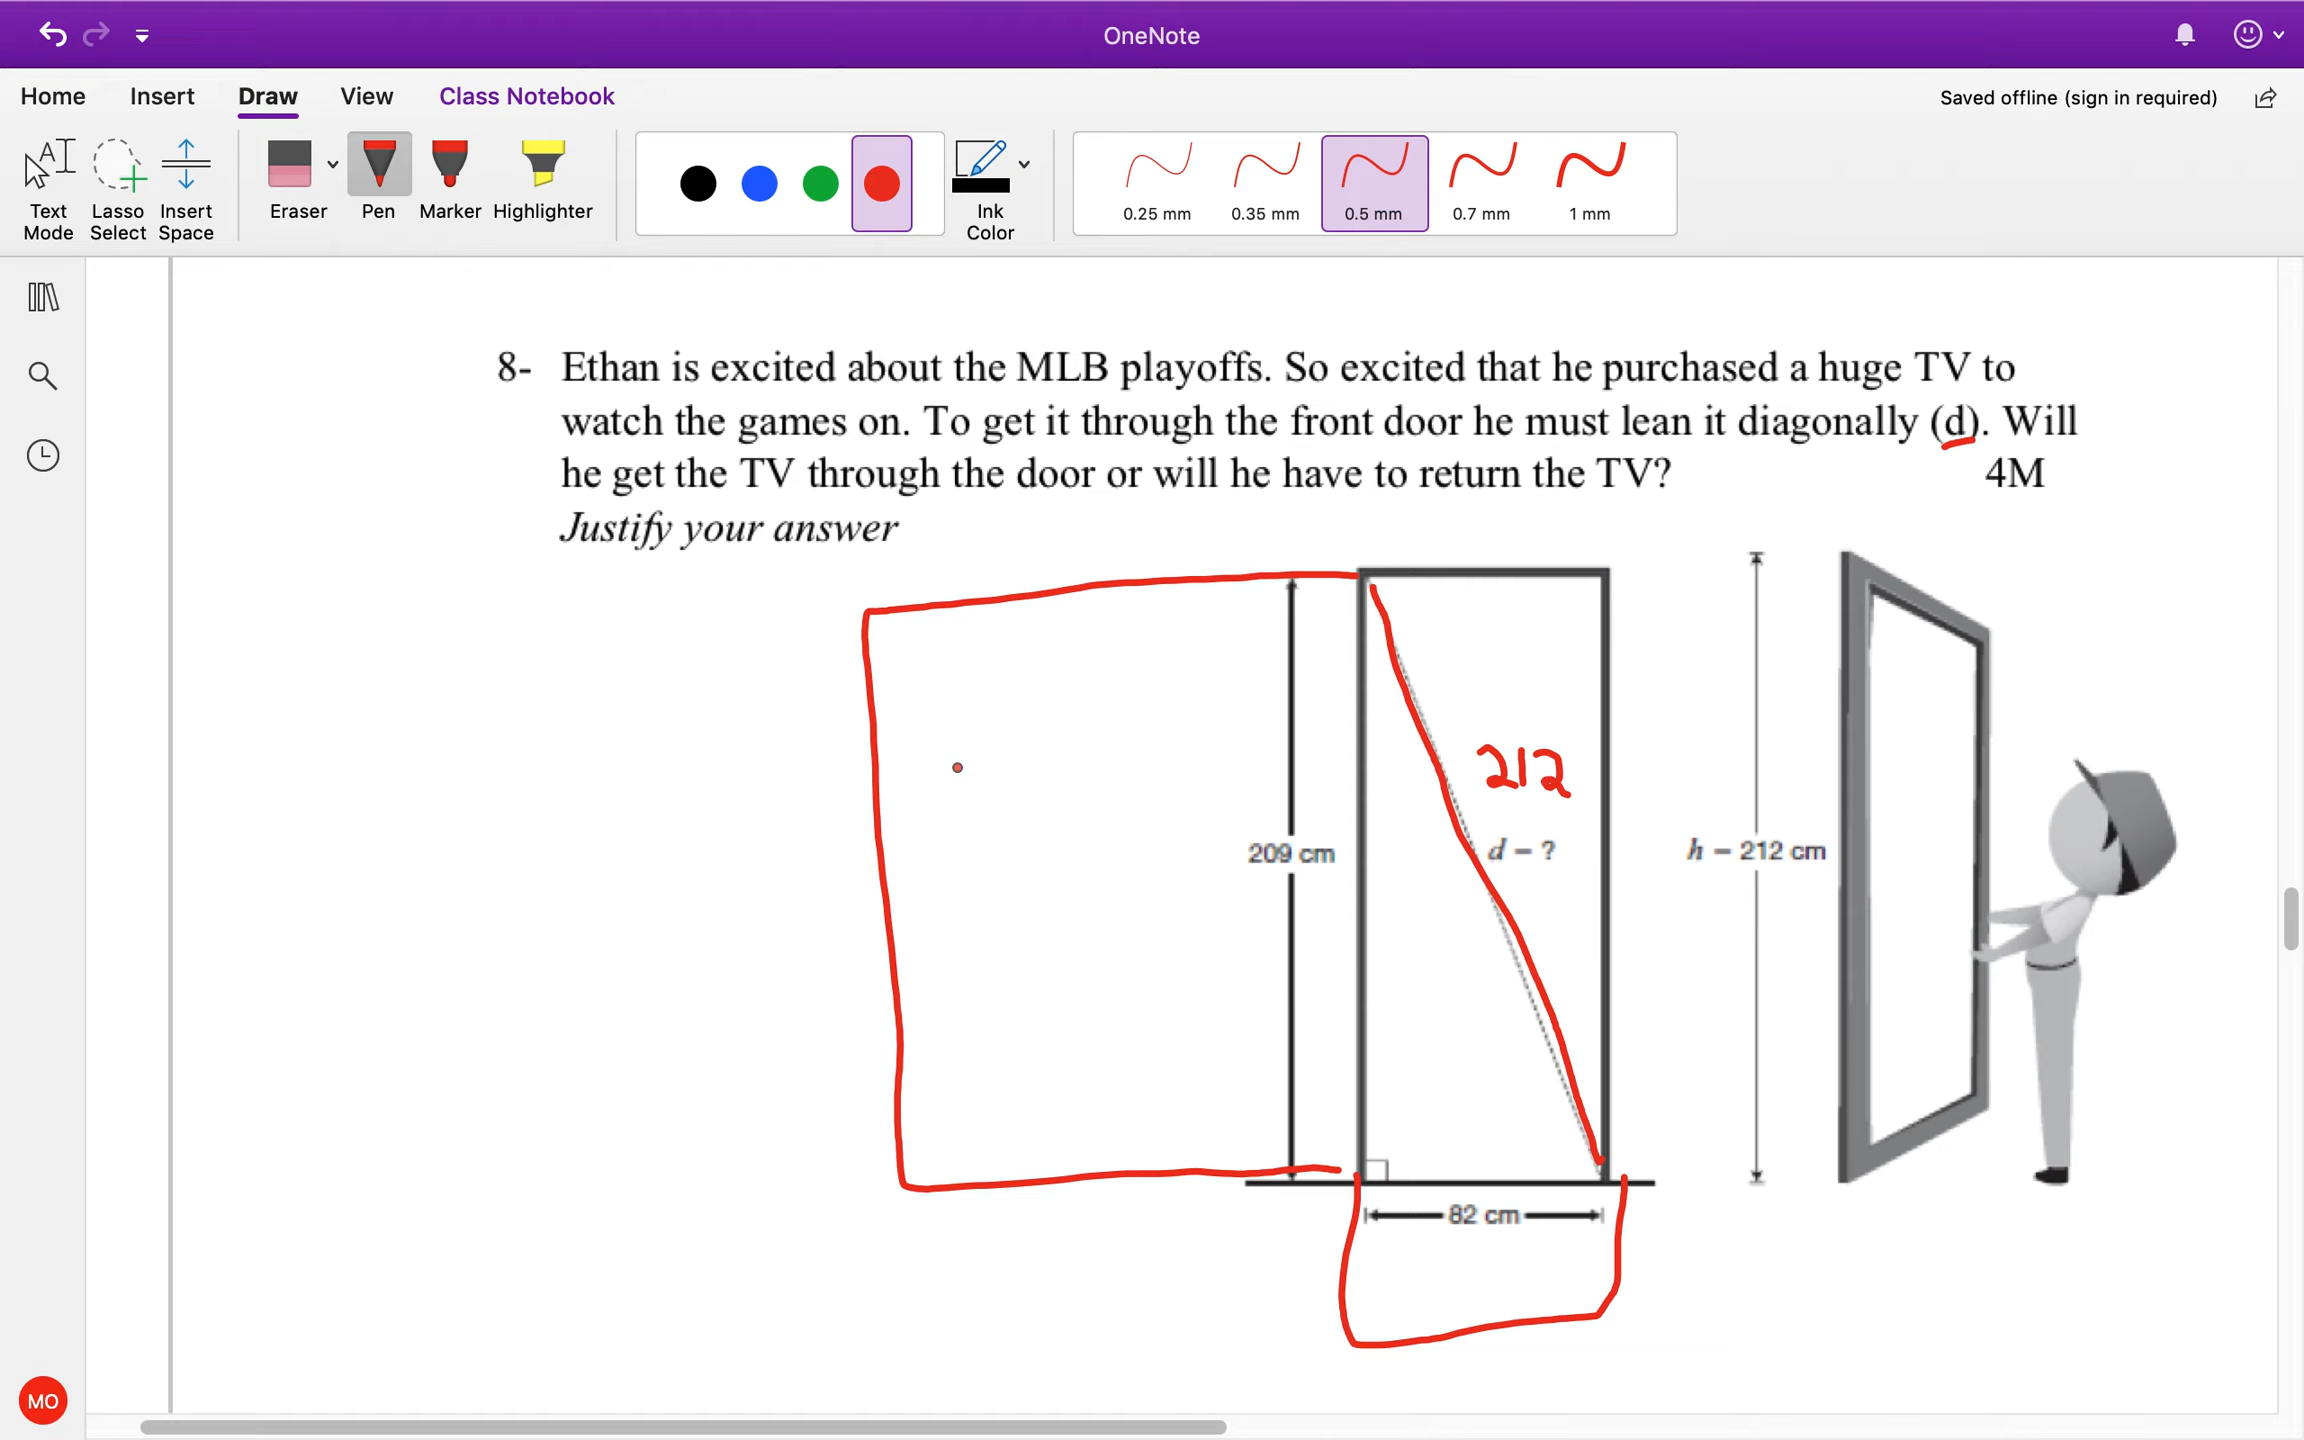 OneNote
Home Insert Draw View Class Notebook
Saved offline (sign in required)
Text Mode
Lasso Select
Insert Space
Eraser
Pen
Marker
Highlighter
Ink Color
0.25 mm
0.35 mm
0.5 mm
0.7 mm
1 mm
8- Ethan is excited about the MLB playoffs. So excited that he purchased a huge TV to
watch the games on. To get it through the front door he must lean it diagonally (d). Will
he get the TV through the door or will he have to return the TV? 4M
Justify your answer
212
209 cm
d – ?
h – 212 cm
82 cm
MO